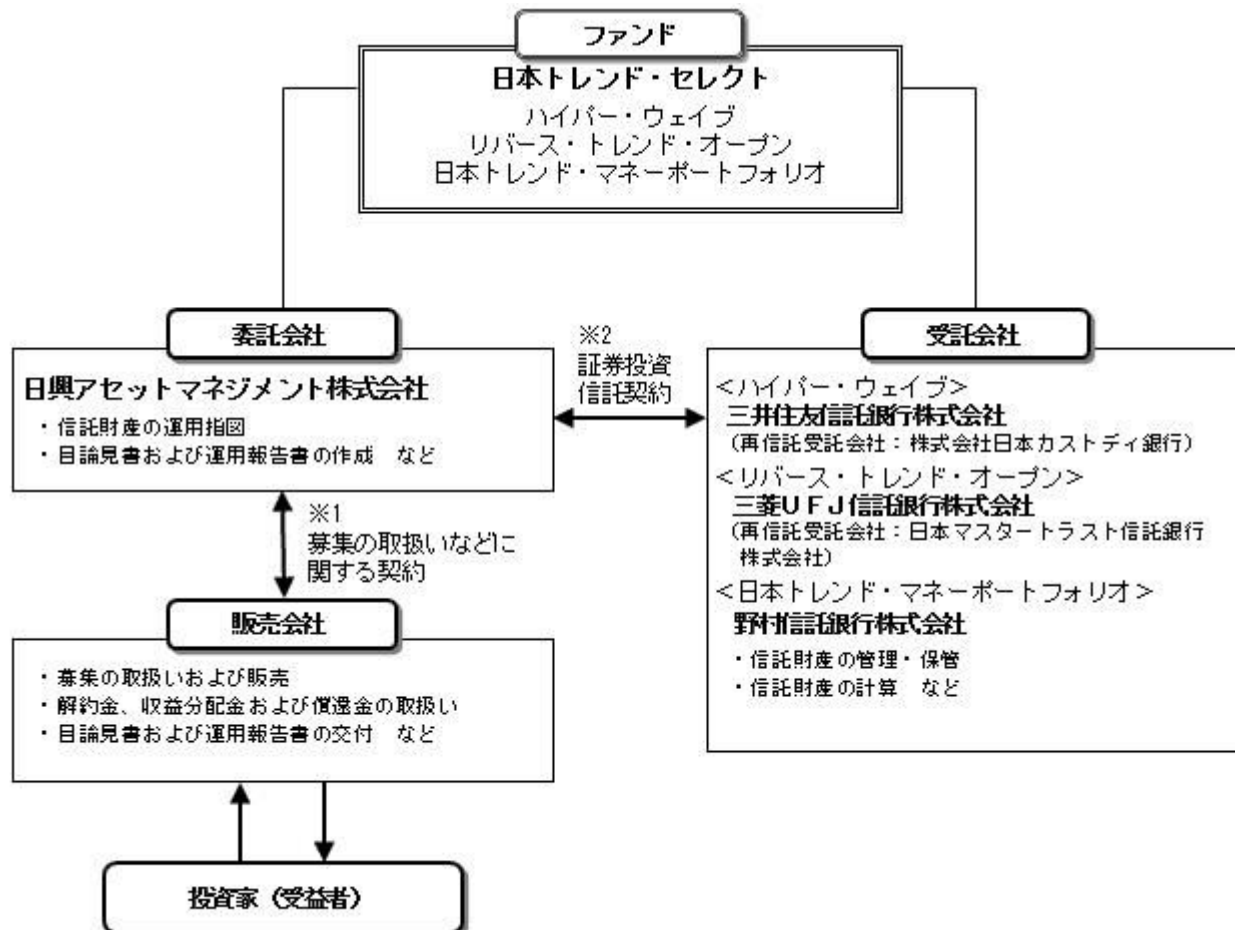 ファンド
日本トレンド・セレクト
ハイパー・ウェイブ
リバース・トレンド・オープン
日本トレンド・マネーポートフォリオ
委託会社
日興アセットマネジメント株式会社
・信託財産の運用指図
・目論見書および運用報告書の作成 など
※2
証券投資
信託契約
受託会社
＜ハイパー・ウェイブ＞
三井住友信託銀行株式会社
（再信託受託会社：株式会社日本カストディ銀行）
＜リバース・トレンド・オープン＞
三菱ＵＦＪ信託銀行株式会社
（再信託受託会社：日本マスタートラスト信託銀行
株式会社）
＜日本トレンド・マネーポートフォリオ＞
野村信託銀行株式会社
・信託財産の管理・保管
・信託財産の計算 など
※1
募集の取扱いなどに
関する契約
販売会社
・募集の取扱いおよび販売
・解約金、収益分配金および償還金の取扱い
・目論見書および運用報告書の交付 など
投資家（受益者）